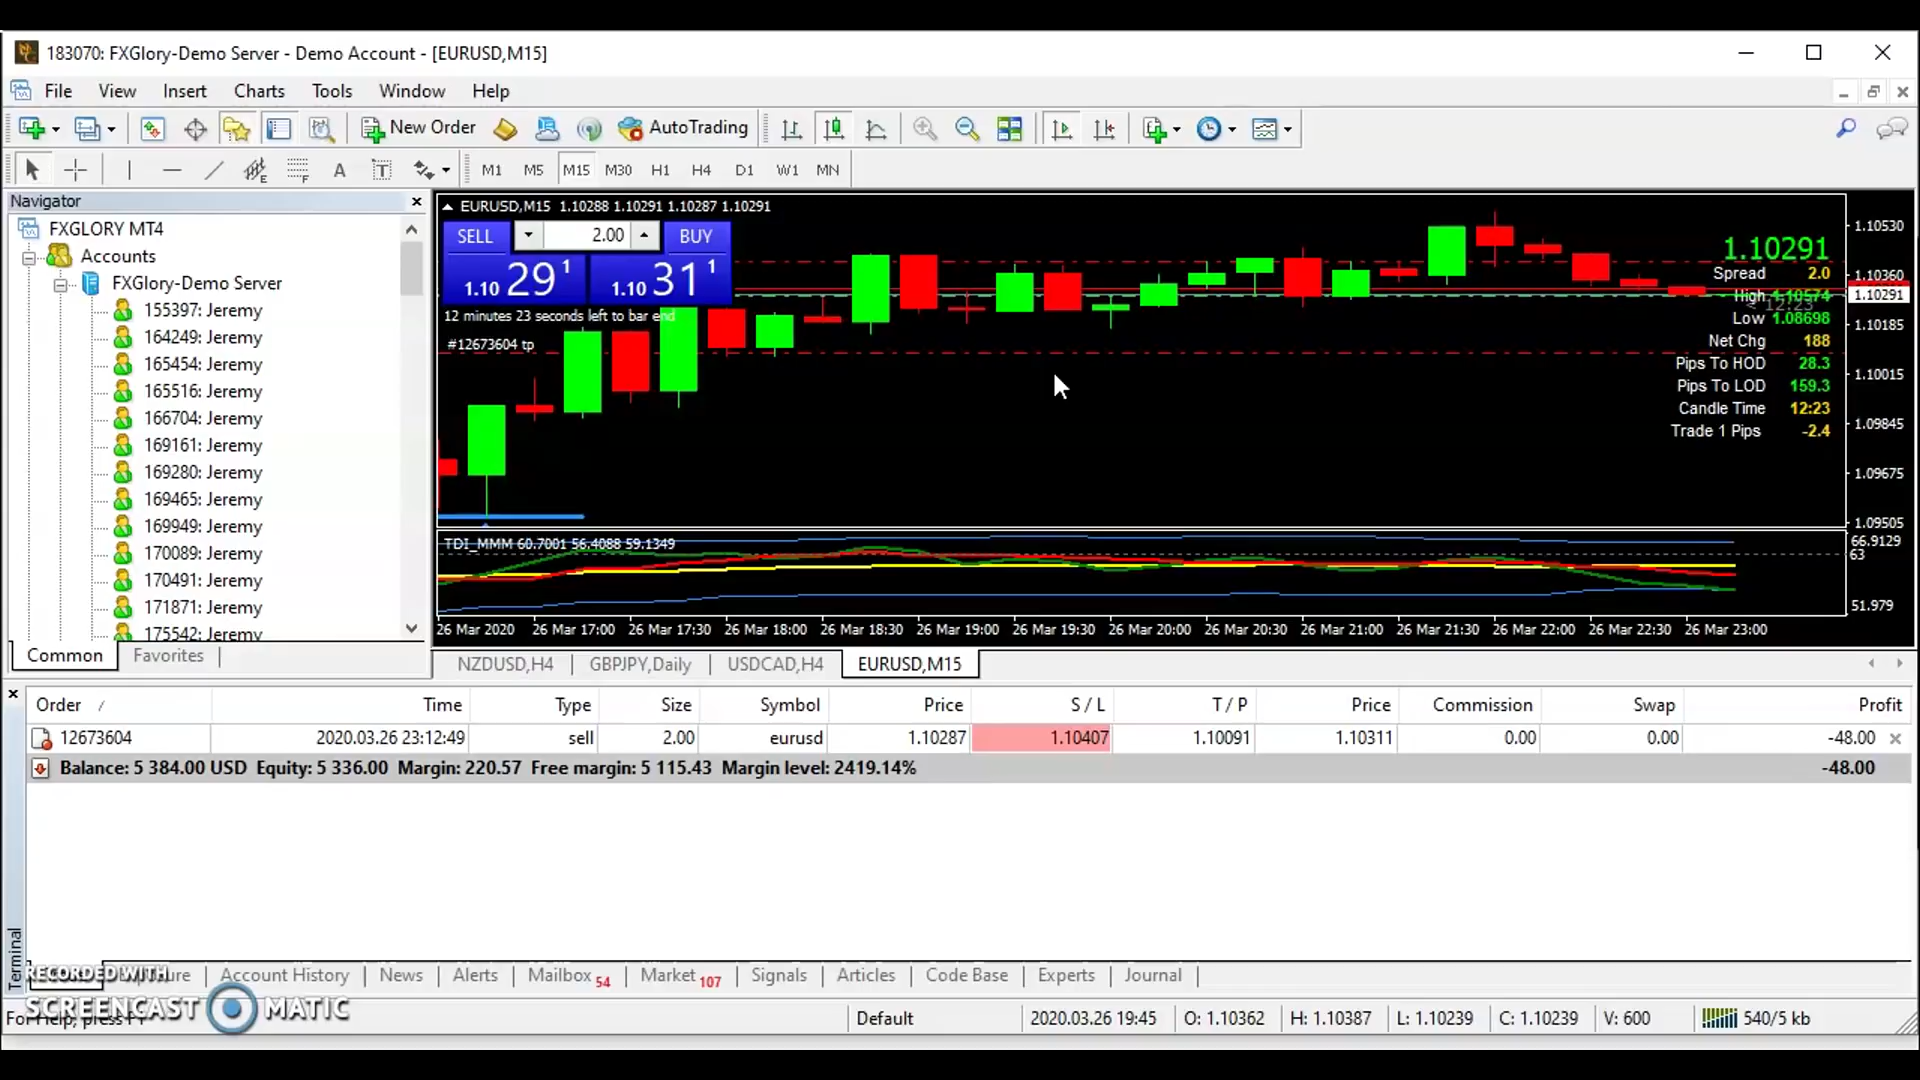 183070: FXGlory-Demo Server - Demo Account - [EURUSD,M15]
File View Insert Charts Tools Window Help
New Order AutoTrading
A T M1 M5 M15 M30 H1 H4 D1 W1 MN
Navigator
FXGLORY MT4
Accounts
FXGlory-Demo Server
155397: Jeremy
164249: Jeremy
165454: Jeremy
165516: Jeremy
166704: Jeremy
169161: Jeremy
169280: Jeremy
169465: Jeremy
169949: Jeremy
170089: Jeremy
170491: Jeremy
171871: Jeremy
175542: Jeremy
Common Favorites
EURUSD,M15 1.10288 1.10291 1.10287 1.10291
SELL 2.00 BUY
1.10 29 1 1.10 31 1
12 minutes 23 seconds left to bar end
#12673604 tp
1.10291
Spread 2.0
High 1.10574
< 12:23
Low 1.08698
Net Chg 188
Pips To HOD 28.3
Pips To LOD 159.3
Candle Time 12:23
Trade 1 Pips -2.4
1.10530
1.10360
1.10291
1.10185
1.10015
1.09845
1.09675
1.09505
TDI_MMM 60.7001 56.4088 59.1349
66.9129
63
51.979
26 Mar 2020 26 Mar 17:00 26 Mar 17:30 26 Mar 18:00 26 Mar 18:30 26 Mar 19:00 26 Mar 19:30 26 Mar 20:00 26 Mar 20:30 26 Mar 21:00 26 Mar 21:30 26 Mar 22:00 26 Mar 22:30 26 Mar 23:00
NZDUSD,H4 GBPJPY,Daily USDCAD,H4 EURUSD,M15
Order / Time Type Size Symbol Price S / L T / P Price Commission Swap Profit
12673604 2020.03.26 23:12:49 sell 2.00 eurusd 1.10287 1.10407 1.10091 1.10311 0.00 0.00 -48.00
Balance: 5 384.00 USD Equity: 5 336.00 Margin: 220.57 Free margin: 5 115.43 Margin level: 2419.14% -48.00
Terminal
RECORDED WITH
SCREENCAST MATIC
Account History News Alerts Mailbox 54 Market 107 Signals Articles Code Base Experts Journal
For Help, press F1 Default 2020.03.26 19:45 O: 1.10362 H: 1.10387 L: 1.10239 C: 1.10239 V: 600 540/5 kb